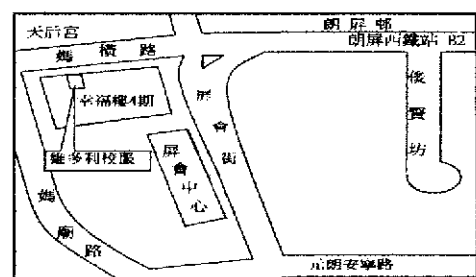 天后宮
朗屏邨
朗屏西鐵站 B2
媽橫路
幸福樓4期
屏會街
俊賢坊
維多利校服
屏會中心
媽廟路
元朗安寧路